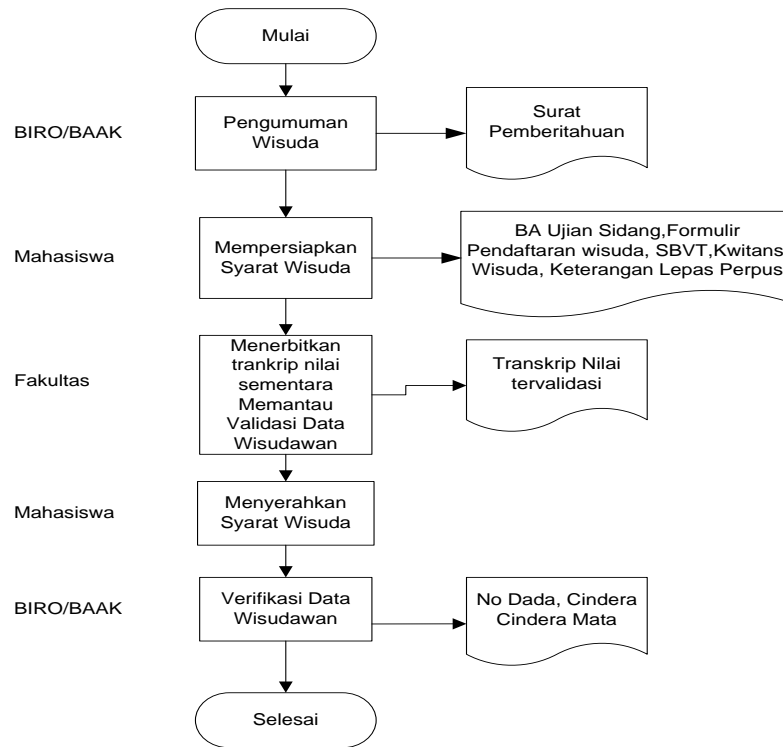 Mulai
BIRO/BAAK
Pengumuman
Wisuda
Surat
Pemberitahuan
Mahasiswa
Mempersiapkan
Syarat Wisuda
BA Ujian Sidang,Formulir
Pendaftaran wisuda, SBVT,Kwitans
Wisuda, Keterangan Lepas Perpus
Fakultas
Menerbitkan
trankrip nilai
sementara
Memantau
Validasi Data
Wisudawan
Transkrip Nilai
tervalidasi
Mahasiswa
Menyerahkan
Syarat Wisuda
BIRO/BAAK
Verifikasi Data
Wisudawan
No Dada, Cindera
Cindera Mata
Selesai